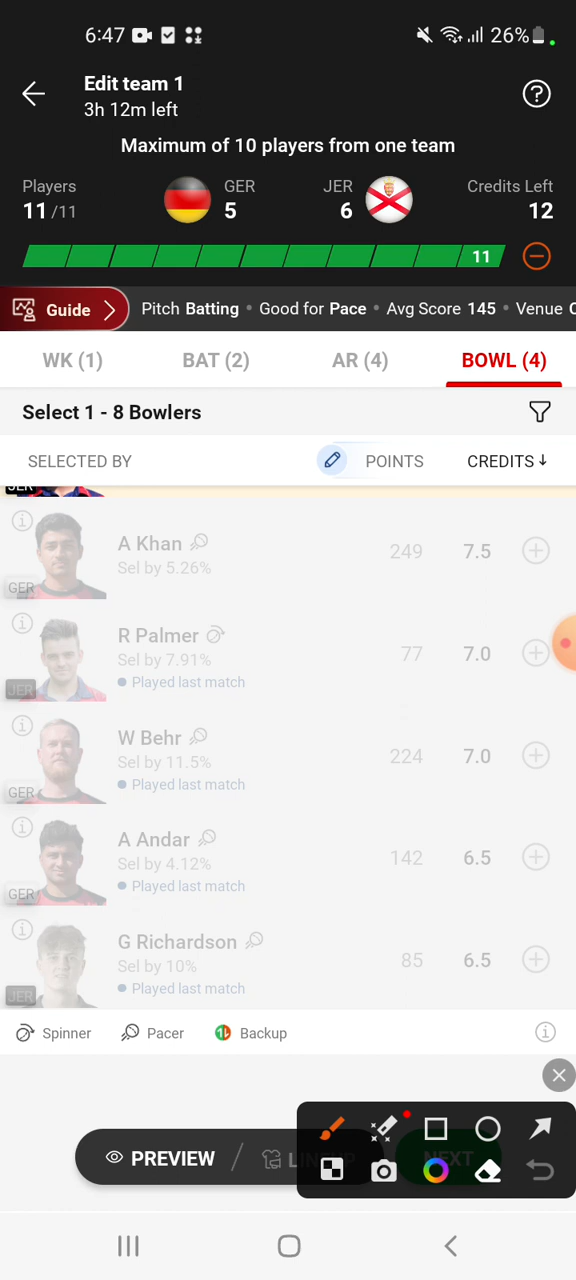 6:47 26%
Edit team 1
3h 12m left
Maximum of 10 players from one team
Players GER JER Credits Left
11 /11 5 6 12
11
Guide Pitch Batting • Good for Pace • Avg Score 145 • Venue
WK (1) BAT (2) AR (4) BOWL (4)
Select 1 - 8 Bowlers
SELECTED BY POINTS CREDITS↓
JER
A Khan
249 7.5
Sel by 5.26%
GER
R Palmer
77 7.0
Sel by 7.91%
• Played last match
JER
W Behr
224 7.0
Sel by 11.5%
• Played last match
GER
A Andar
142 6.5
Sel by 4.12%
• Played last match
GER
G Richardson
85 6.5
Sel by 10%
• Played last match
JER
Spinner Pacer Backup
PREVIEW / NEXT